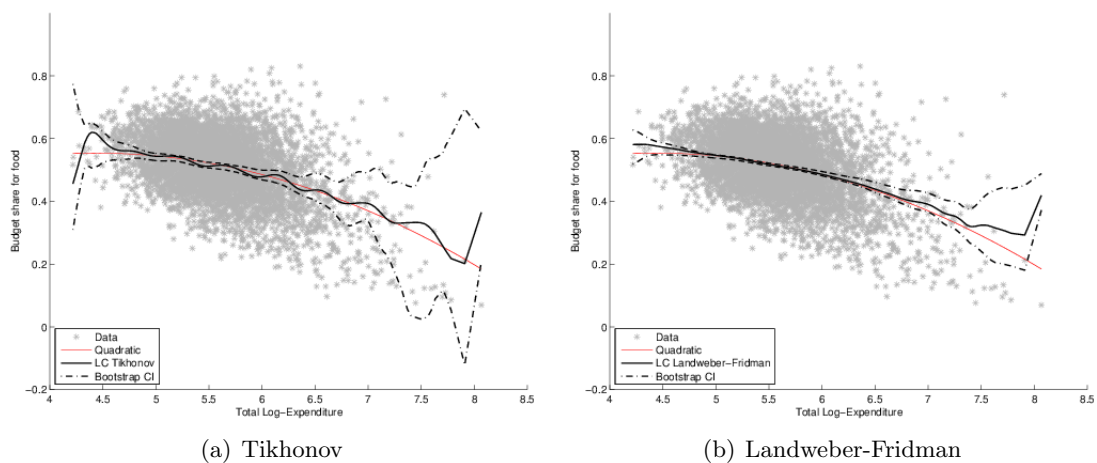 0.8
0.6
0.4
0.2
0
−0.2
Budget share for food
4 4.5 5 5.5 6 6.5 7 7.5 8 8.5
Total Log−Expenditure
Data
Quadratic
LC Tikhonov
Bootstrap CI
(a) Tikhonov
0.8
0.6
0.4
0.2
0
−0.2
Budget share for food
4 4.5 5 5.5 6 6.5 7 7.5 8 8.5
Total Log−Expenditure
Data
Quadratic
LC Landweber−Fridman
Bootstrap CI
(b) Landweber-Fridman